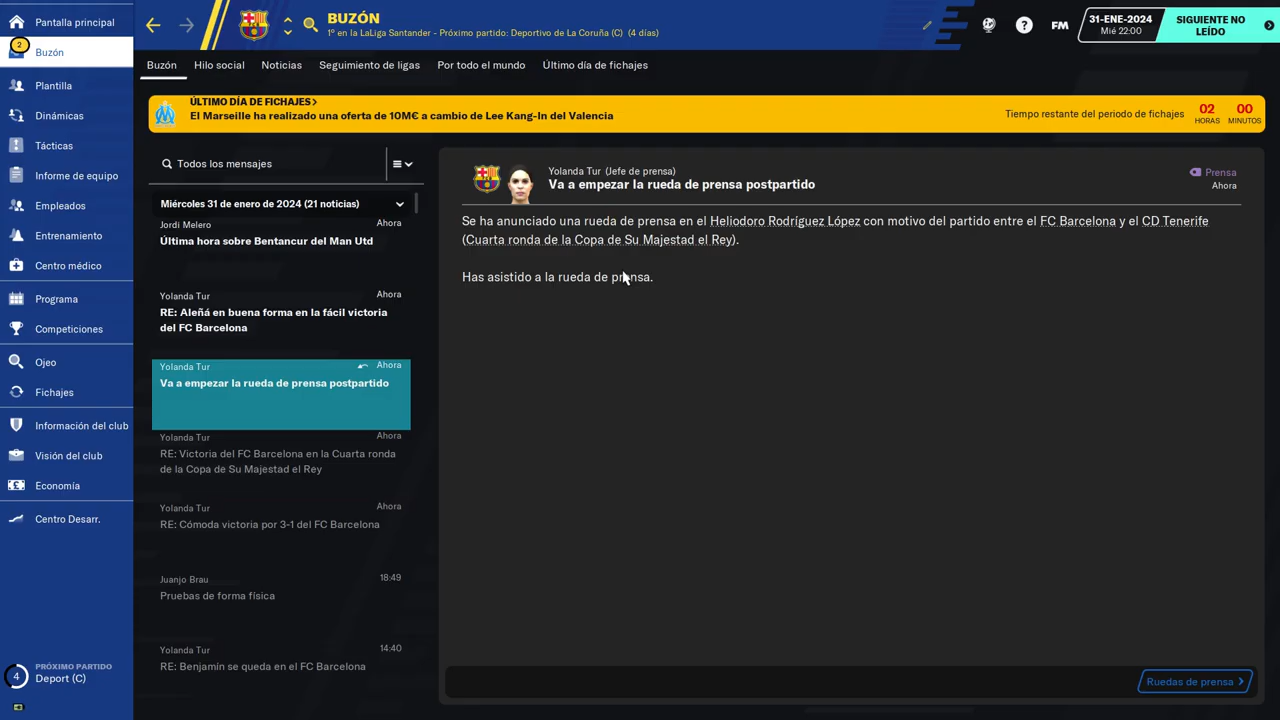 Pantalla principal
2
Buzón
Plantilla
Dinámicas
Tácticas
Informe de equipo
Empleados
Entrenamiento
Centro médico
Programa
Competiciones
Ojeo
Fichajes
Información del club
Visión del club
Economía
Centro Desarr.
4
PRÓXIMO PARTIDO
Deport (C)
BUZÓN
1º en la LaLiga Santander - Próximo partido: Deportivo de La Coruña (C) (4 días)
?
FM
31-ENE-2024
Mié 22:00
SIGUIENTE NO
LEÍDO
Buzón Hilo social Noticias Seguimiento de ligas Por todo el mundo Último día de fichajes
ÚLTIMO DÍA DE FICHAJES>
El Marseille ha realizado una oferta de 10M€ a cambio de Lee Kang-In del Valencia
Tiempo restante del periodo de fichajes
02
HORAS
00
MINUTOS
Todos los mensajes
Miércoles 31 de enero de 2024 (21 noticias)
Jordi Melero Ahora
Última hora sobre Bentancur del Man Utd
Yolanda Tur Ahora
RE: Aleñá en buena forma en la fácil victoria
del FC Barcelona
Yolanda Tur Ahora
Va a empezar la rueda de prensa postpartido
Yolanda Tur Ahora
RE: Victoria del FC Barcelona en la Cuarta ronda
de la Copa de Su Majestad el Rey
Yolanda Tur Ahora
RE: Cómoda victoria por 3-1 del FC Barcelona
Juanjo Brau 18:49
Pruebas de forma física
Yolanda Tur 14:40
RE: Benjamín se queda en el FC Barcelona
Yolanda Tur (Jefe de prensa)
Va a empezar la rueda de prensa postpartido
Prensa
Ahora
Se ha anunciado una rueda de prensa en el Heliodoro Rodríguez López con motivo del partido entre el FC Barcelona y el CD Tenerife
(Cuarta ronda de la Copa de Su Majestad el Rey).
Has asistido a la rueda de prensa.
Ruedas de prensa >